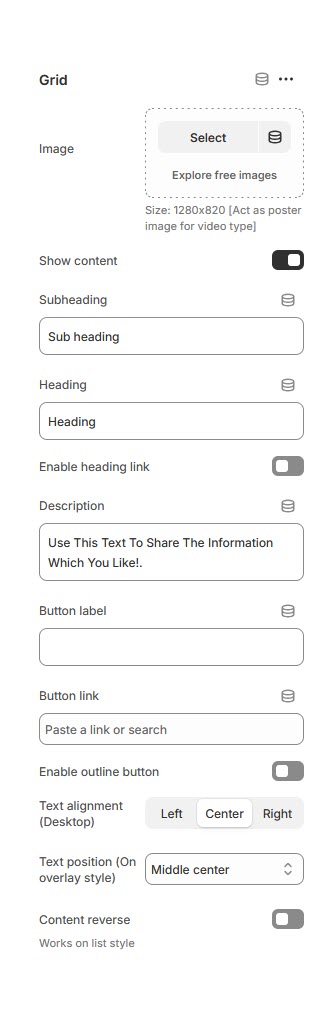 Grid
Image
Select
Explore free images
Size: 1280x820 [Act as poster
image for video type]
Show content
Subheading
Sub heading
Heading
Heading
Enable heading link
Description
Use This Text To Share The Information
Which You Like!.
Button label
Button link
Paste a link or search
Enable outline button
Text alignment
(Desktop)
Left Center Right
Text position (On
overlay style)
Middle center
Content reverse
Works on list style